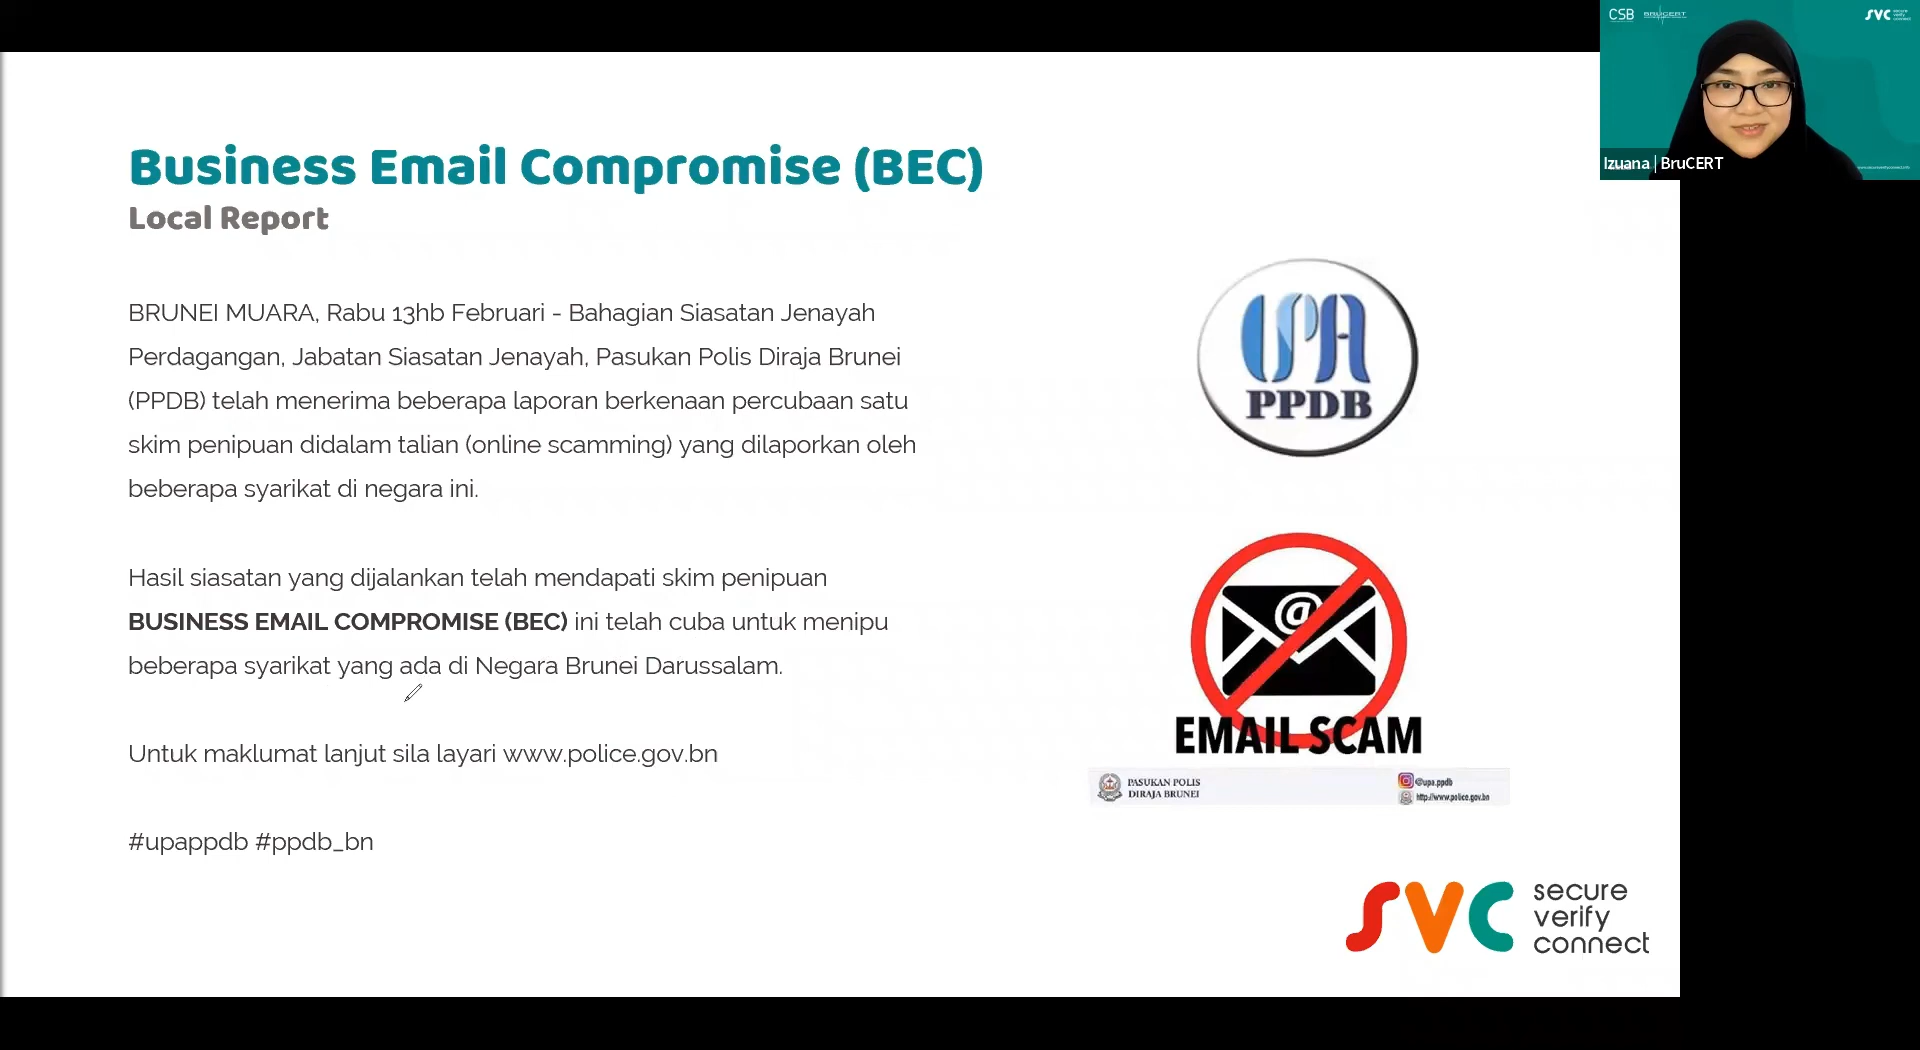 CSB BRUCERT
SVC secure verify connect
Izuana | BruCERT
Business Email Compromise (BEC)
Local Report
BRUNEI MUARA, Rabu 13hb Februari - Bahagian Siasatan Jenayah
Perdagangan, Jabatan Siasatan Jenayah, Pasukan Polis Diraja Brunei
(PPDB) telah menerima beberapa laporan berkenaan percubaan satu
skim penipuan didalam talian (online scamming) yang dilaporkan oleh
beberapa syarikat di negara ini.
Hasil siasatan yang dijalankan telah mendapati skim penipuan
BUSINESS EMAIL COMPROMISE (BEC) ini telah cuba untuk menipu
beberapa syarikat yang ada di Negara Brunei Darussalam.
Untuk maklumat lanjut sila layari www.police.gov.bn
#upappdb #ppdb_bn
UPA
PPDB
@
EMAIL SCAM
PASUKAN POLIS
DIRAJA BRUNEI
@upa.ppdb
http://www.police.gov.bn
SVC
secure
verify
connect